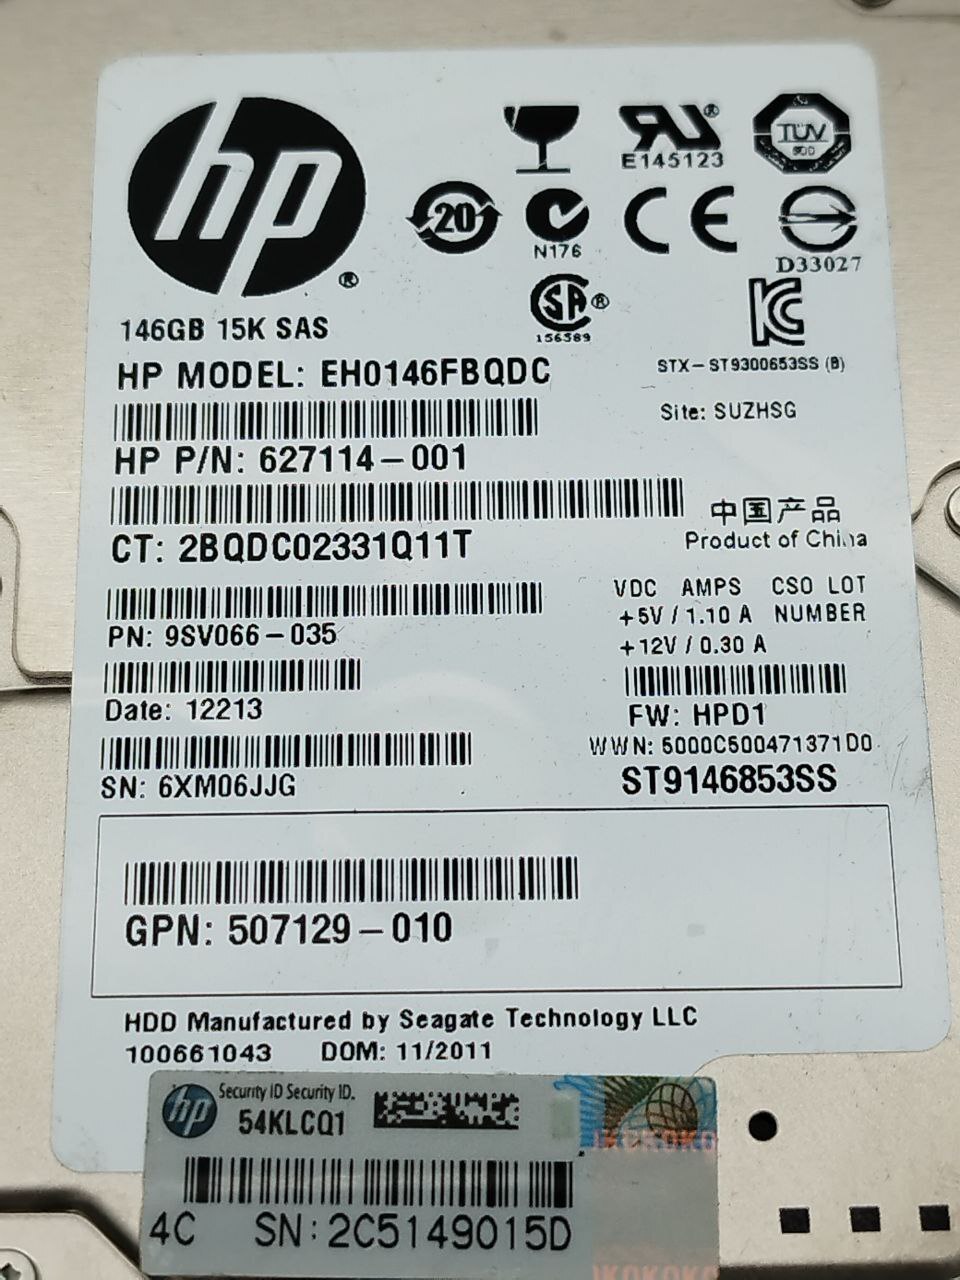 hp
®
E145123
TÜV
20
N176
CE
D33027
SA ®
156589
146GB 15K SAS
HP MODEL: EH0146FBQDC
STX-ST9300653SS (B)
Site: SUZHSG
HP P/N: 627114-001
中国产品
Product of China
CT: 2BQDC02331Q11T
VDC AMPS CSO LOT
+5V / 1.10 A NUMBER
+12V / 0.30 A
PN: 9SV066-035
Date: 12213
FW: HPD1
WWN: 5000C500471371D0
SN: 6XM06JJG
ST9146853SS
GPN: 507129-010
HDD Manufactured by Seagate Technology LLC
100661043 DOM: 11/2011
hp
Security ID Security ID.
54KLCQ1
4C SN:2C5149015D